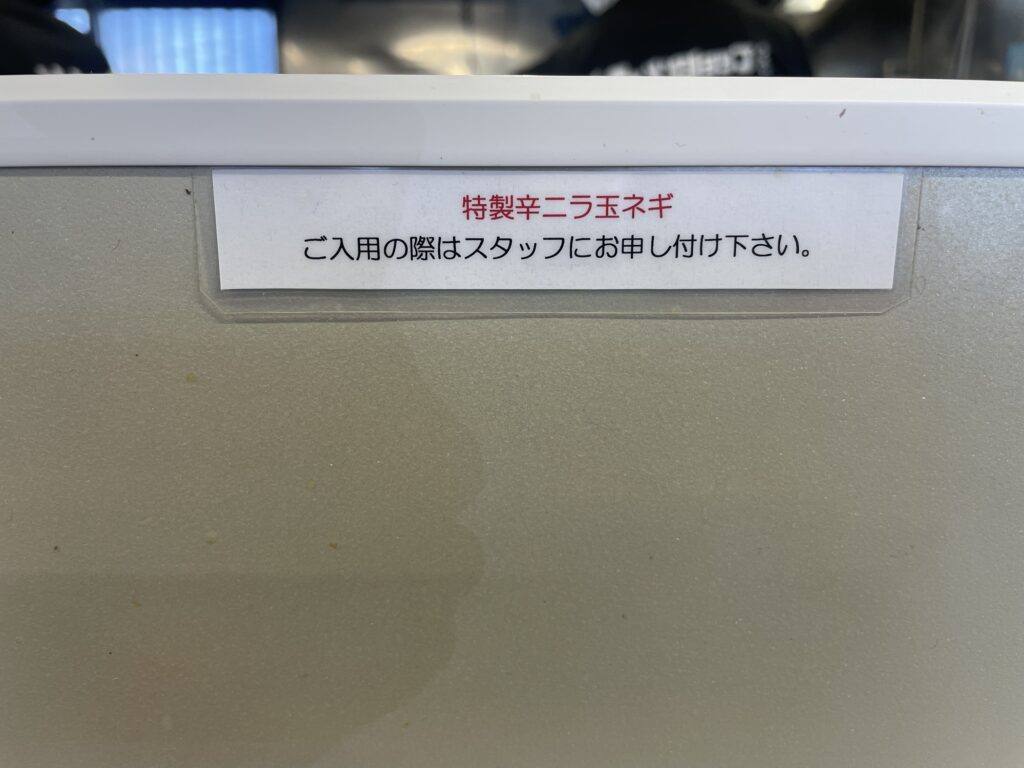 特製辛ニラ玉ネギ
ご入用の際はスタッフにお申し付け下さい。